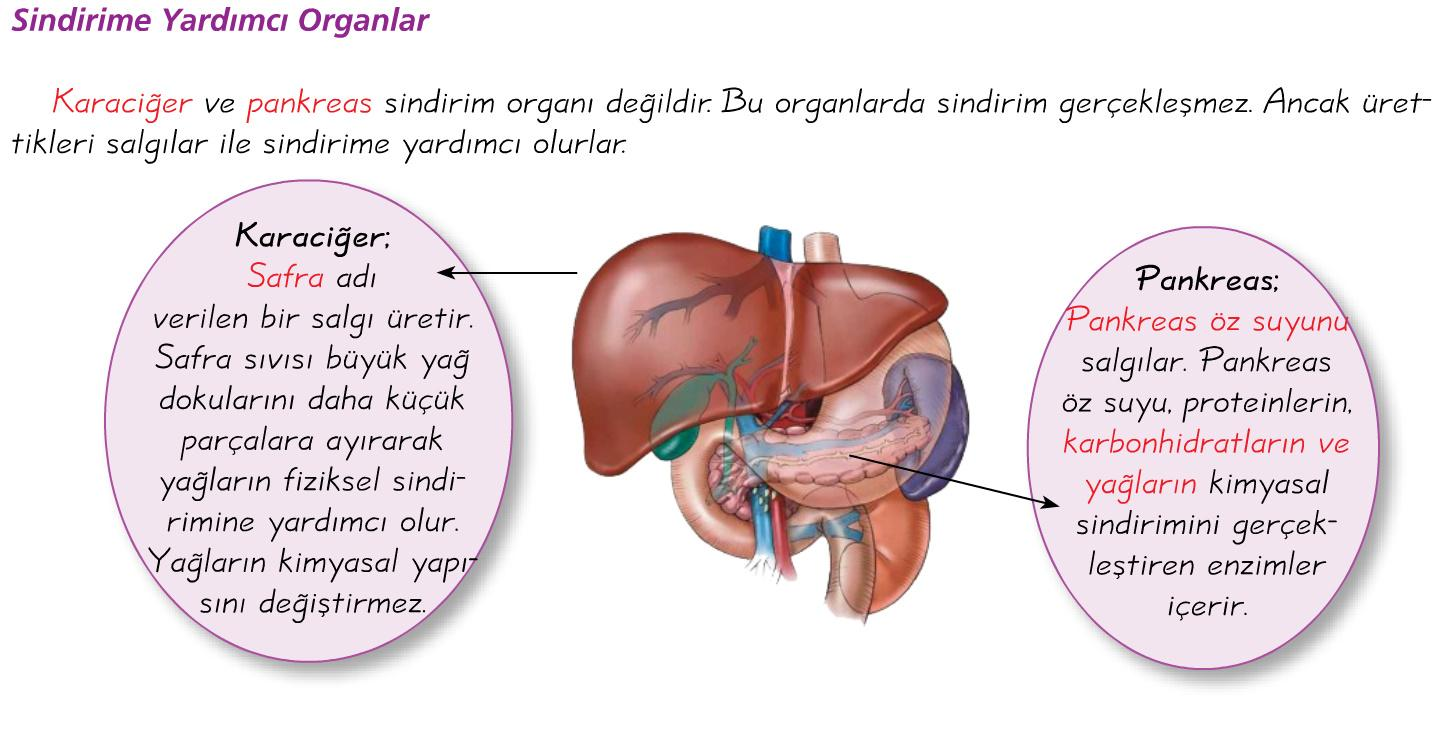 Sindirime Yardımcı Organlar
Karaciğer ve pankreas sindirim organı değildir. Bu organlarda sindirim gerçekleşmez. Ancak üret-
tikleri salgılar ile sindirime yardımcı olurlar.
Karaciğer;
Safra adı
verilen bir salgı üretir.
Safra sıvısı büyük yağ
dokularını daha küçük
parçalara ayırarak
yağların fiziksel sindi-
rimine yardımcı olur.
Yağların kimyasal yapı-
sını değiştirmez.
Pankreas;
Pankreas öz suyunu
salgılar. Pankreas
öz suyu, proteinlerin,
karbonhidratların ve
yağların kimyasal
sindirimini gerçek-
leştiren enzimler
içerir.